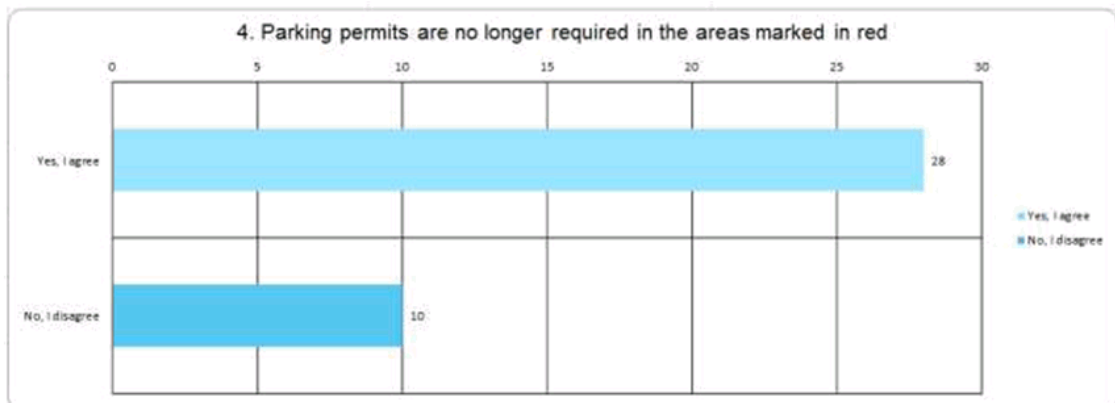 4. Parking permits are no longer required in the areas marked in red
0 5 10 15 20 25 30
Yes, I agree 28
Yes, I agree
No, I disagree
No, I disagree 10